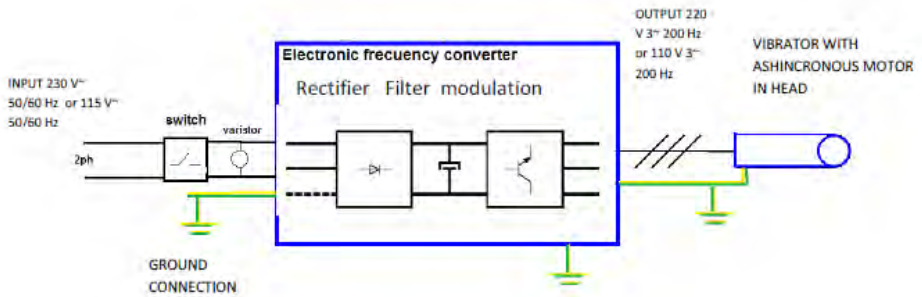 INPUT 230 V~
50/60 Hz or 115 V~
50/60 Hz
2ph
switch
varistor
GROUND
CONNECTION
Electronic frecuency converter
Rectifier Filter modulation
OUTPUT 220
V 3~ 200 Hz
or 110 V 3~
200 Hz
VIBRATOR WITH
ASHINCRONOUS MOTOR
IN HEAD